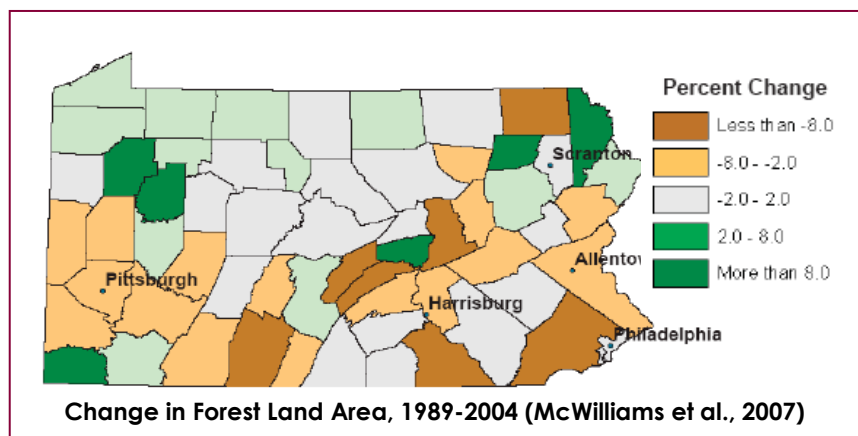 Percent Change
Less than -8.0
-8.0 - -2.0
-2.0 - 2.0
2.0 - 8.0
More than 8.0
Scranton
Allentow
Pittsburgh
Harrisburg
Philadelphia
Change in Forest Land Area, 1989-2004 (McWilliams et al., 2007)